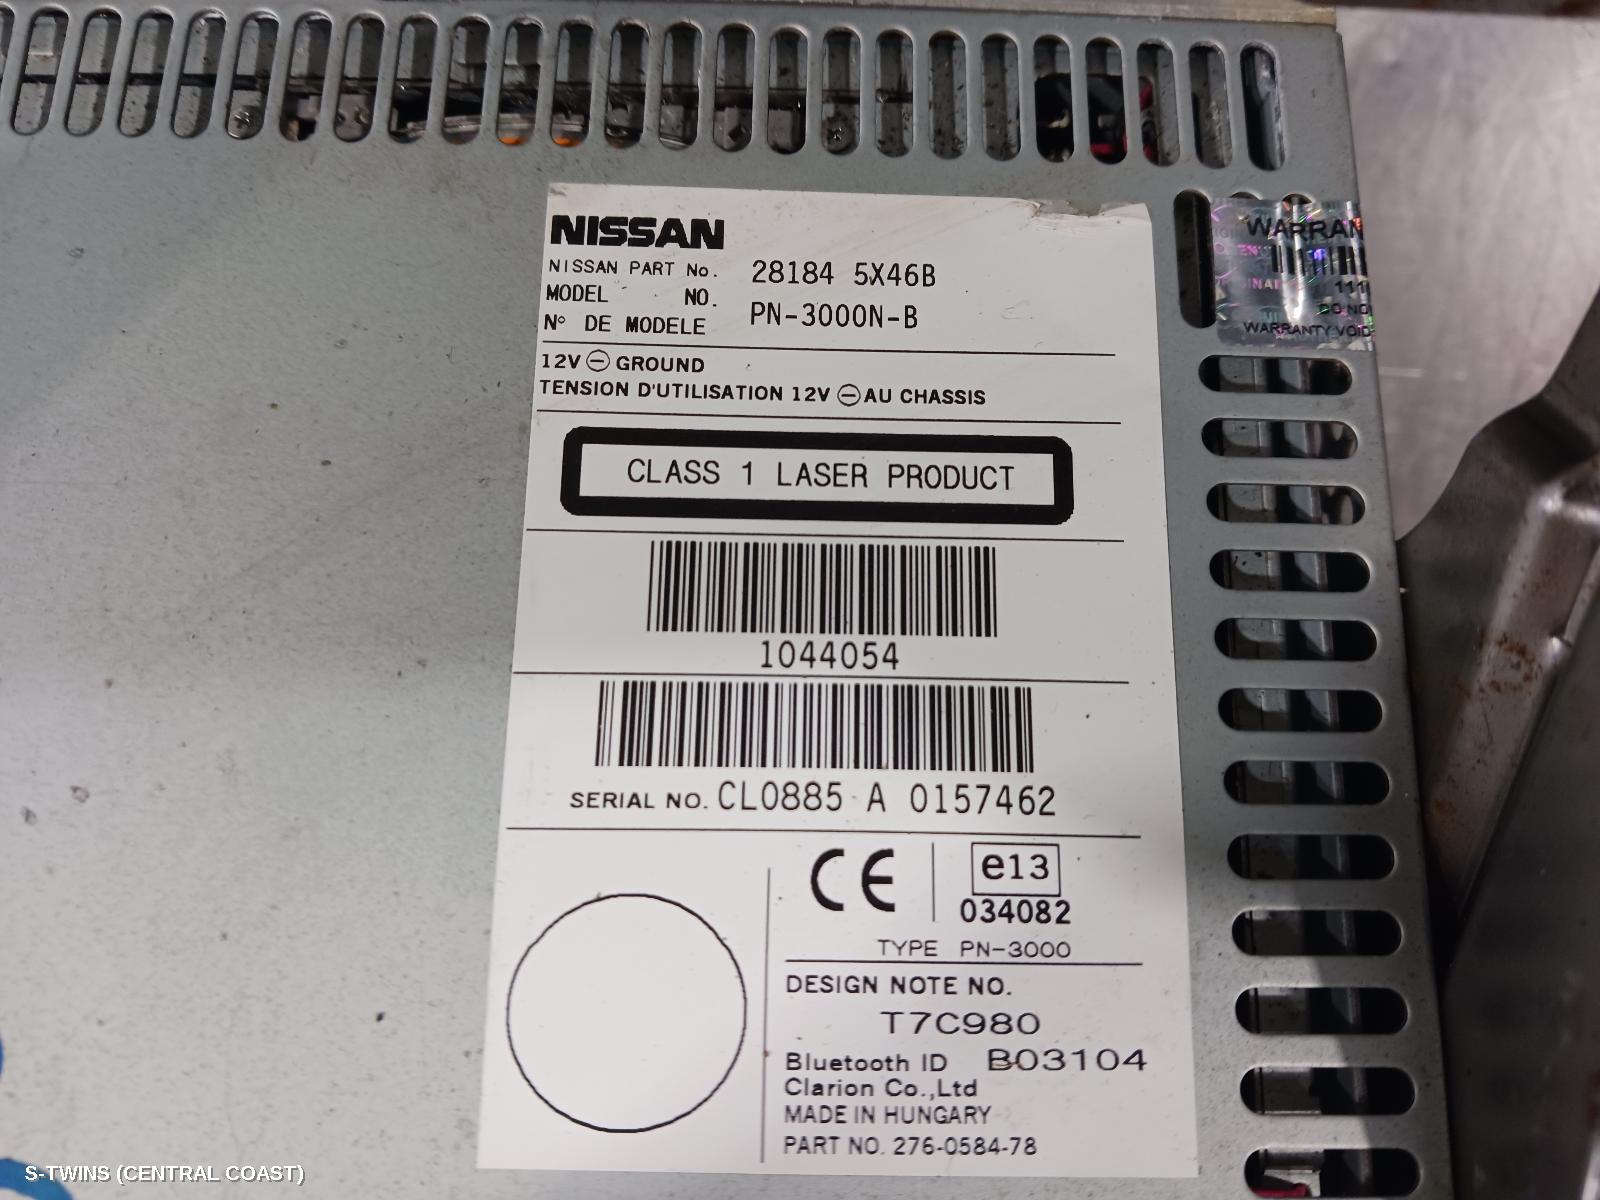 NISSAN
NISSAN PART No. 28184 5X46B
MODEL NO. PN-3000N-B
N° DE MODELE
12V ⊖ GROUND
TENSION D'UTILISATION 12V ⊖ AU CHASSIS
CLASS 1 LASER PRODUCT
1044054
SERIAL NO. CL0885 A 0157462
CE
e13
034082
TYPE PN-3000
DESIGN NOTE NO.
T7C980
Bluetooth ID B03104
Clarion Co.,Ltd
MADE IN HUNGARY
PART NO. 276-0584-78
WARRAN
DO NO
WARRANTY VOID
S-TWINS (CENTRAL COAST)